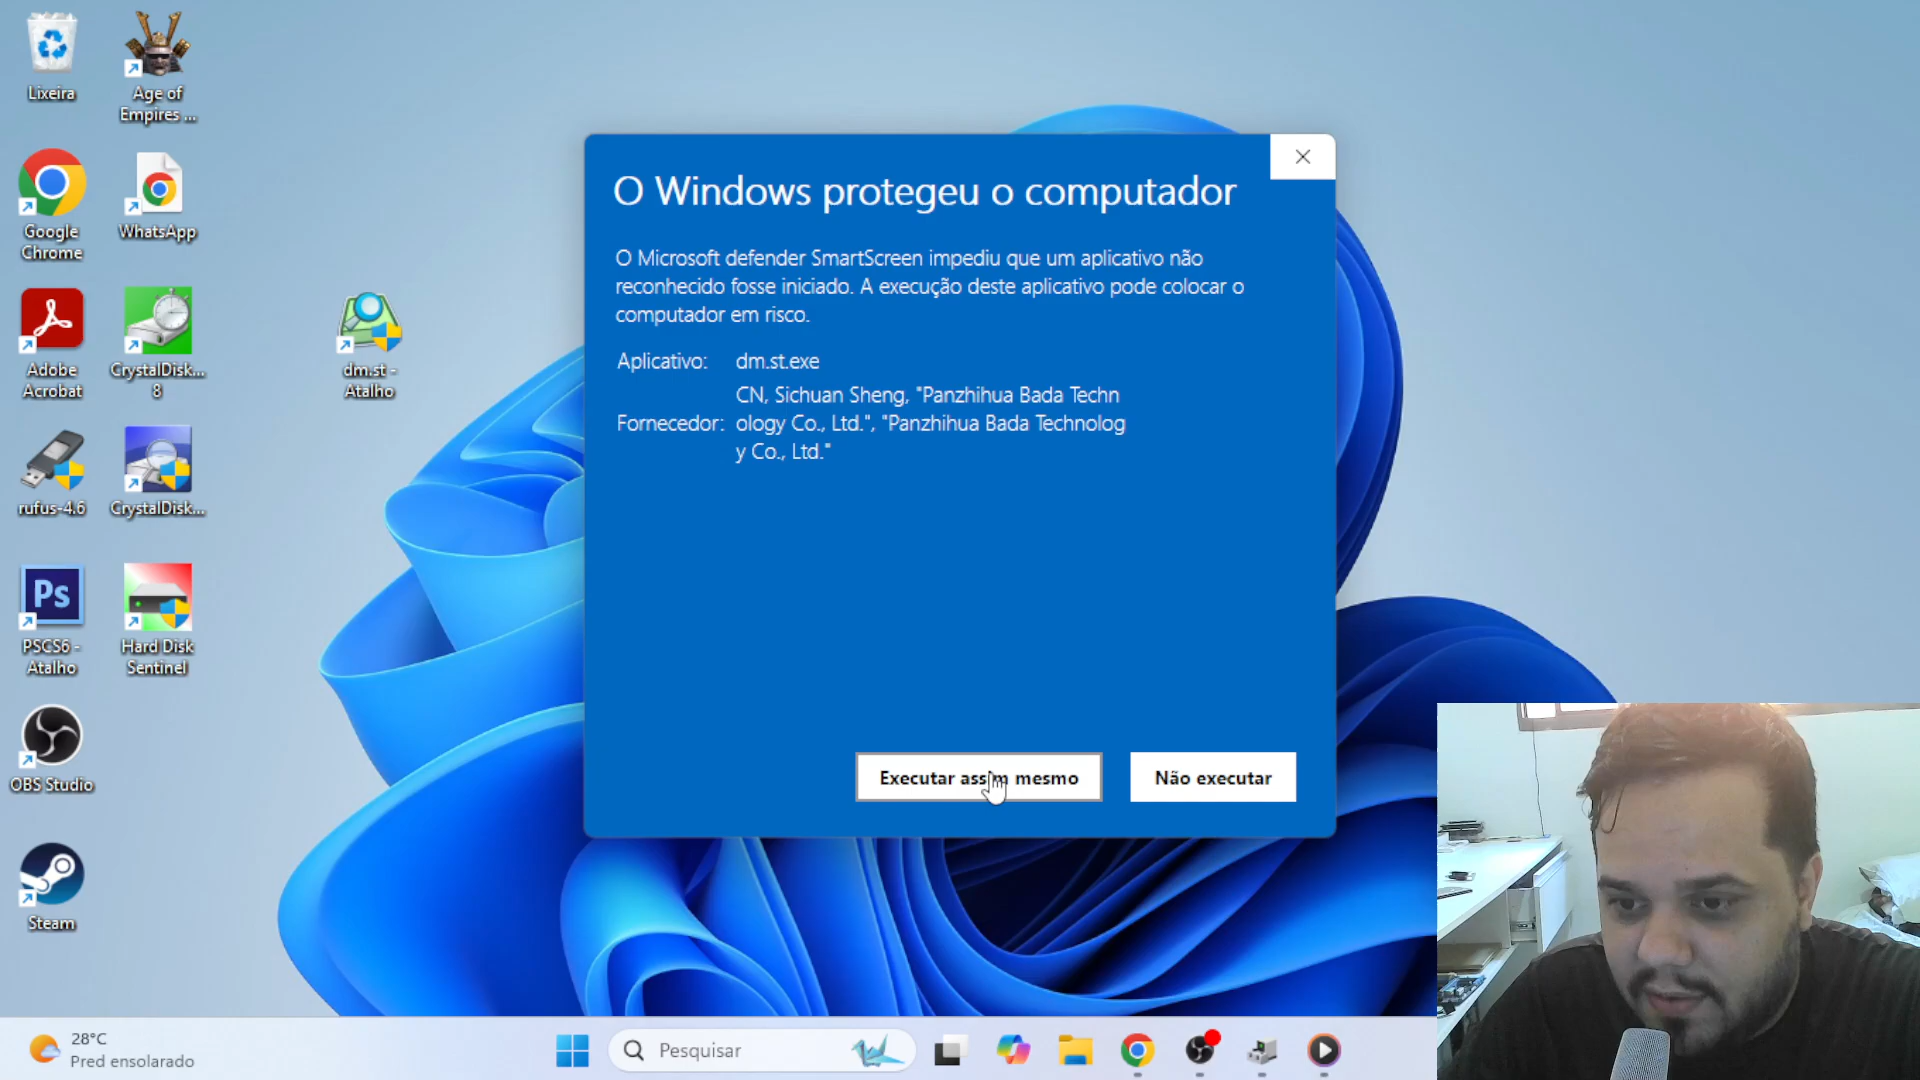 Lixeira
Age of
Empires ...
Google
Chrome
WhatsApp
Adobe
Acrobat
CrystalDisk...
8
dm.st -
Atalho
rufus-4.6
CrystalDisk...
Ps
PSCS6 -
Atalho
Hard Disk
Sentinel
OBS Studio
Steam
O Windows protegeu o computador
O Microsoft defender SmartScreen impediu que um aplicativo não
reconhecido fosse iniciado. A execução deste aplicativo pode colocar o
computador em risco.
Aplicativo: dm.st.exe
CN, Sichuan Sheng, "Panzhihua Bada Techn
Fornecedor: ology Co., Ltd.", "Panzhihua Bada Technolog
y Co., Ltd."
Executar assim mesmo
Não executar
28°C
Pred ensolarado
Pesquisar